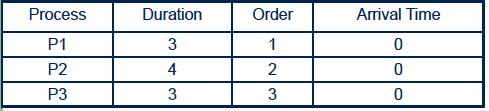 Process Duration Order Arrival Time
P1 3 1 0
P2 4 2 0
P3 3 3 0